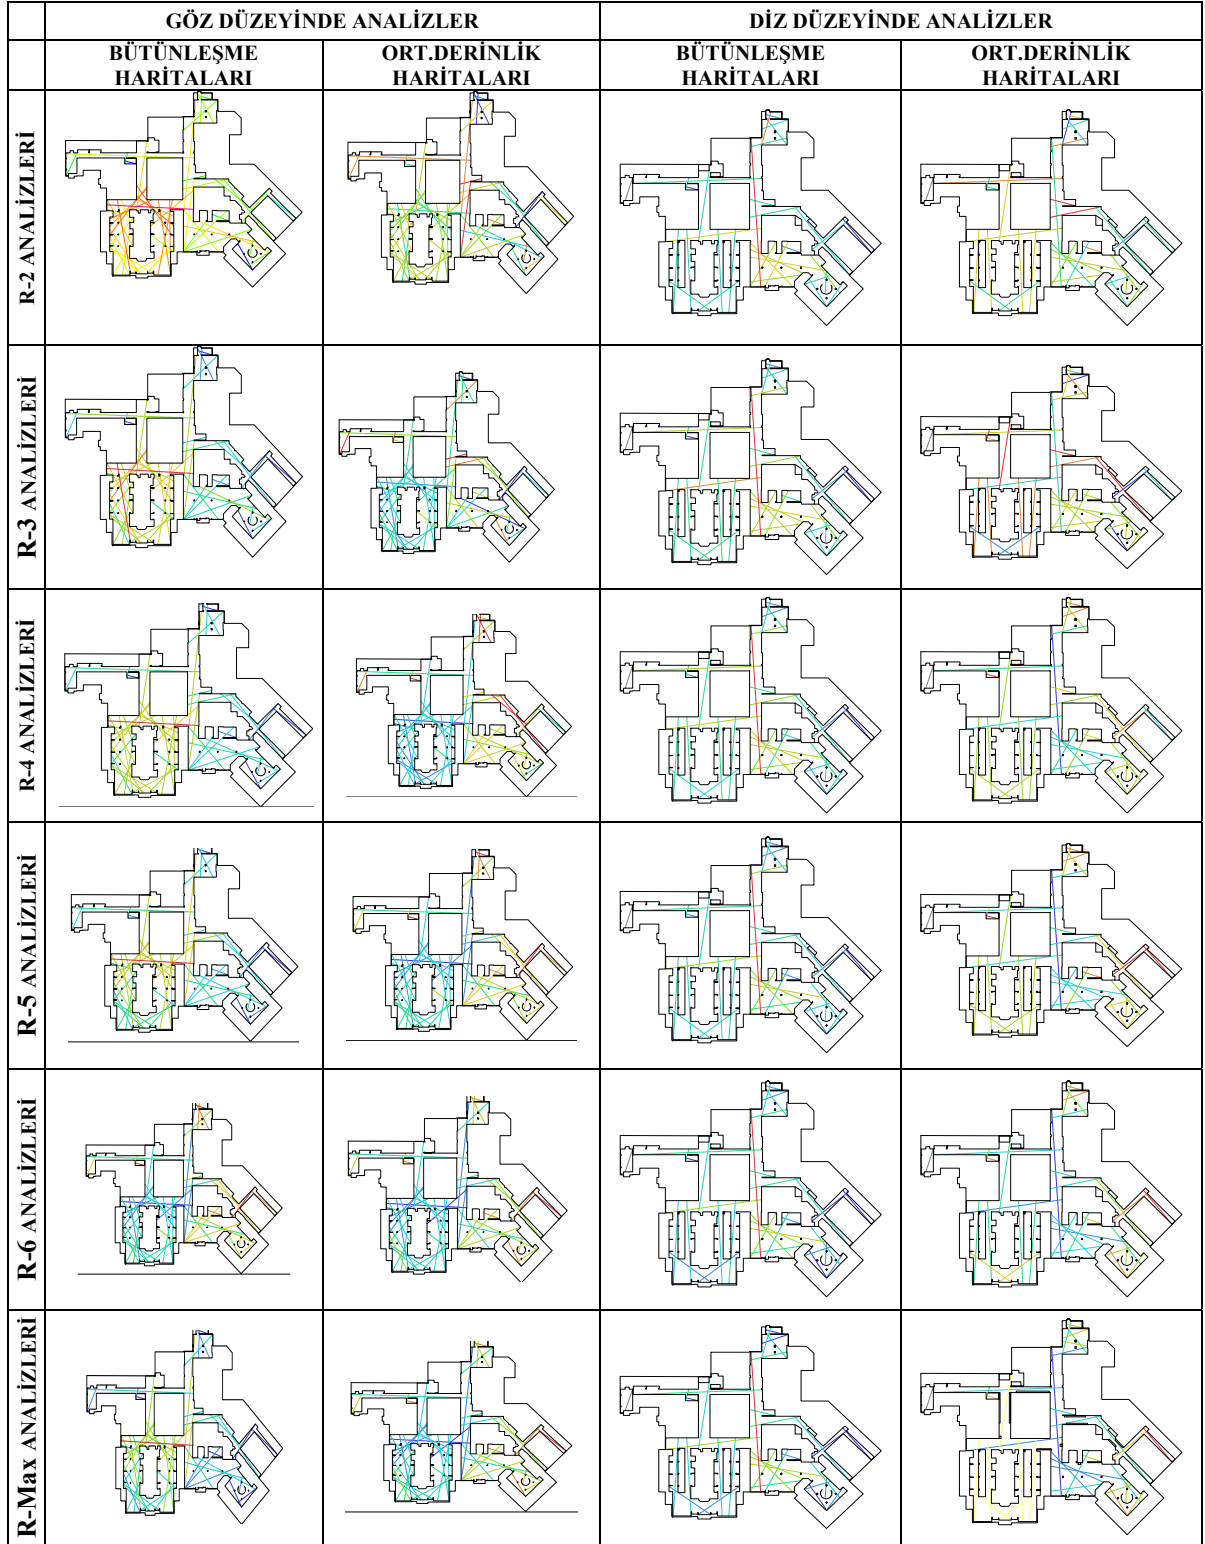 GÖZ DÜZEYİNDE ANALİZLER
DİZ DÜZEYİNDE ANALİZLER
BÜTÜNLEŞME
HARİTALARI
ORT.DERİNLİK
HARİTALARI
BÜTÜNLEŞME
HARİTALARI
ORT.DERİNLİK
HARİTALARI
R-2 ANALİZLERİ
R-3 ANALİZLERİ
R-4 ANALİZLERİ
R-5 ANALİZLERİ
R-6 ANALİZLERİ
R-Max ANALİZLERİ